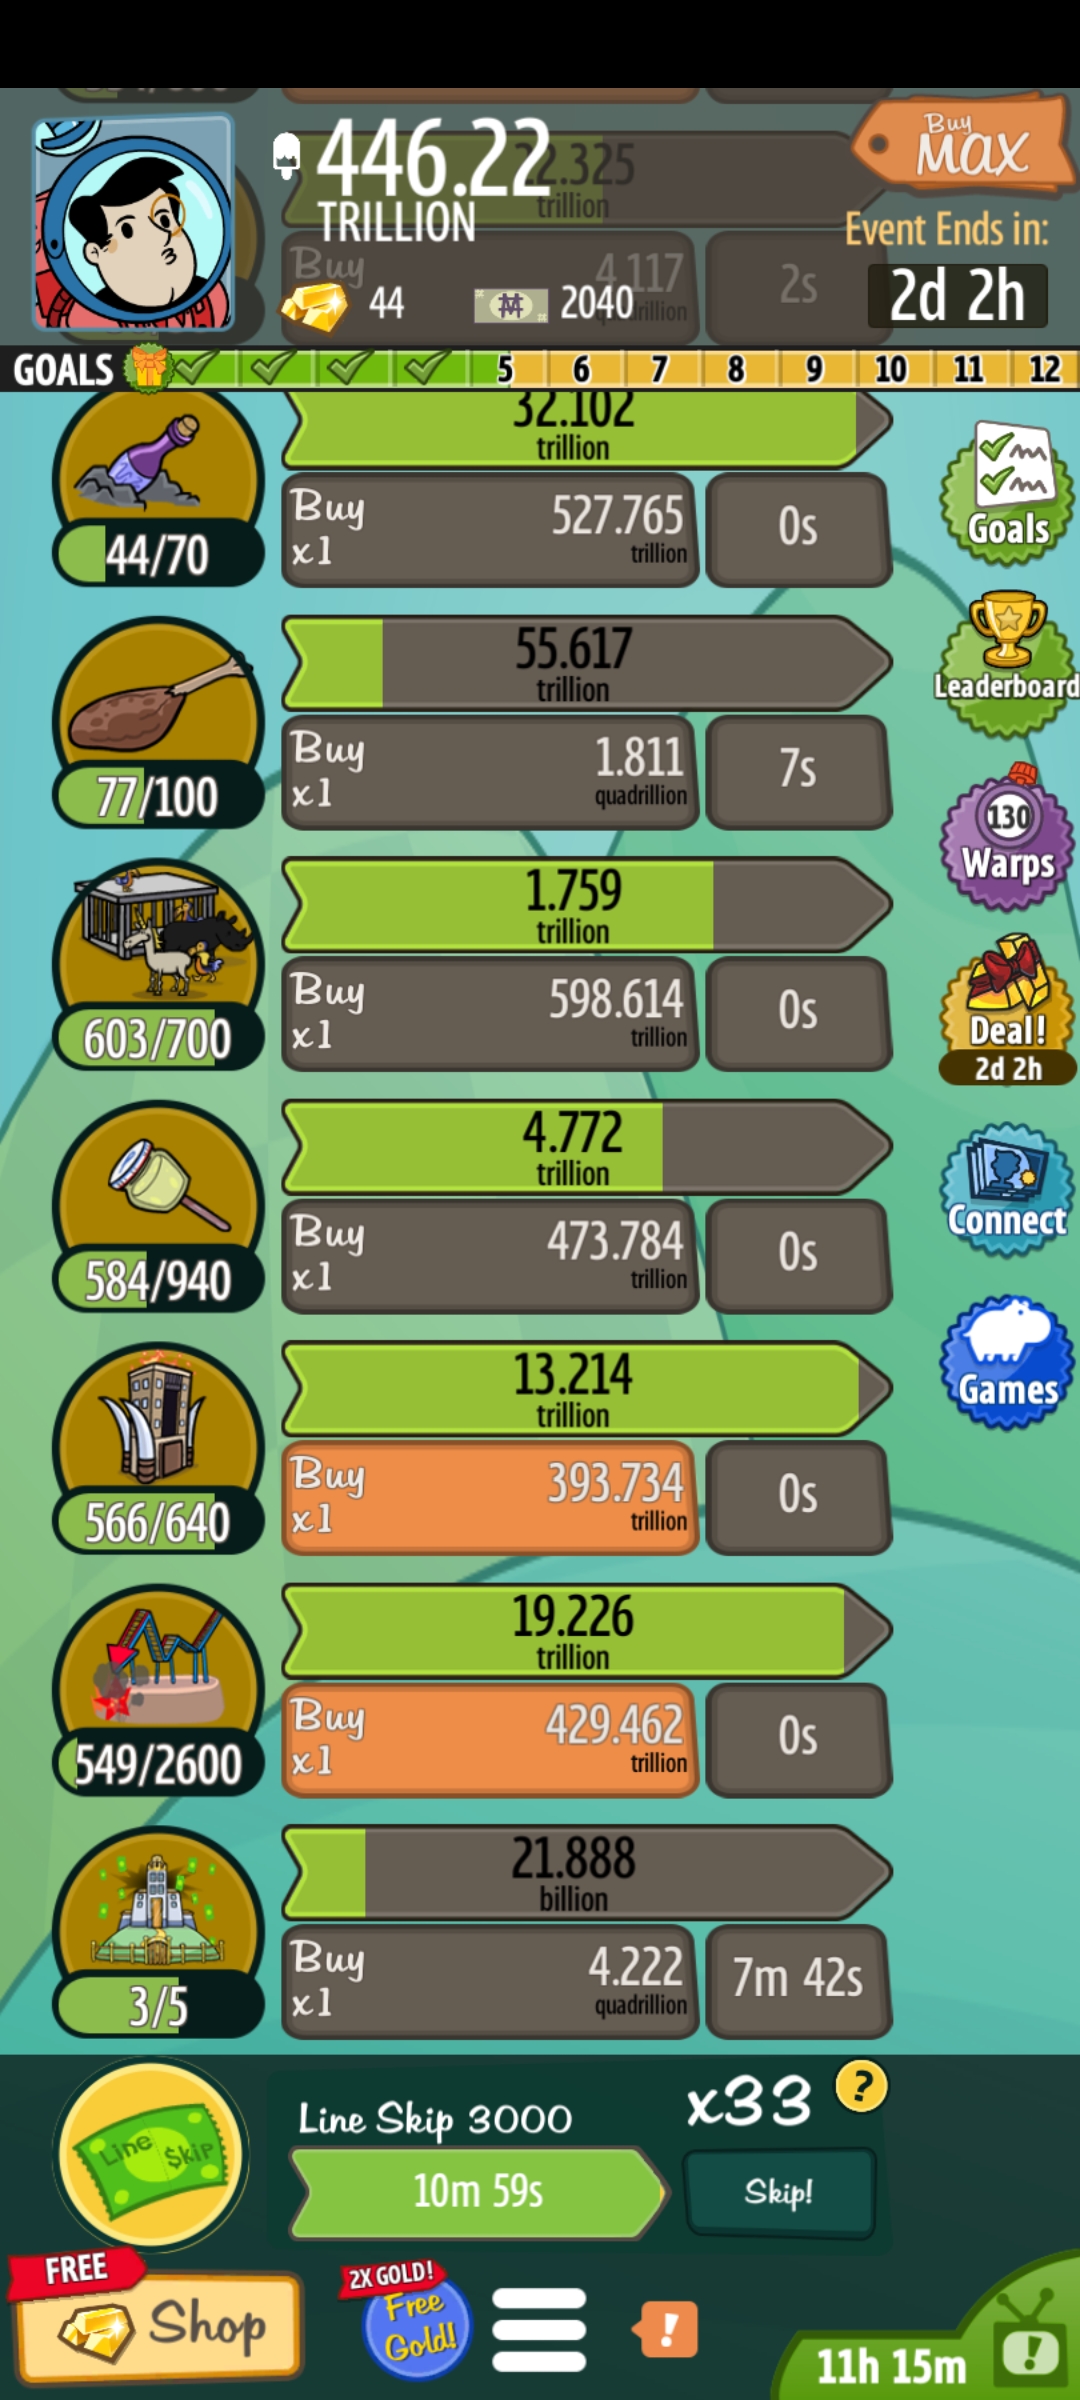 446.22
TRILLION
44
2040
Buy
MAX
Event Ends in:
2d 2h
22.325
trillion
Buy
4.117
2s
GOALS
5 6 7 8 9 10 11 12
32.102
trillion
44/70
Buy
x1
527.765
trillion
0s
Goals
55.617
trillion
77/100
Buy
x1
1.811
quadrillion
7s
Leaderboard
1.759
trillion
603/700
Buy
x1
598.614
trillion
0s
130
Warps
4.772
trillion
584/940
Buy
x1
473.784
trillion
0s
Deal!
2d 2h
13.214
trillion
566/640
Buy
x1
393.734
trillion
0s
Connect
Games
19.226
trillion
549/2600
Buy
x1
429.462
trillion
0s
21.888
billion
3/5
Buy
x1
4.222
quadrillion
7m 42s
Line $kip
Line Skip 3000
10m 59s
x33
?
Skip!
FREE
Shop
2X GOLD!
Free
Gold!
!
11h 15m
!